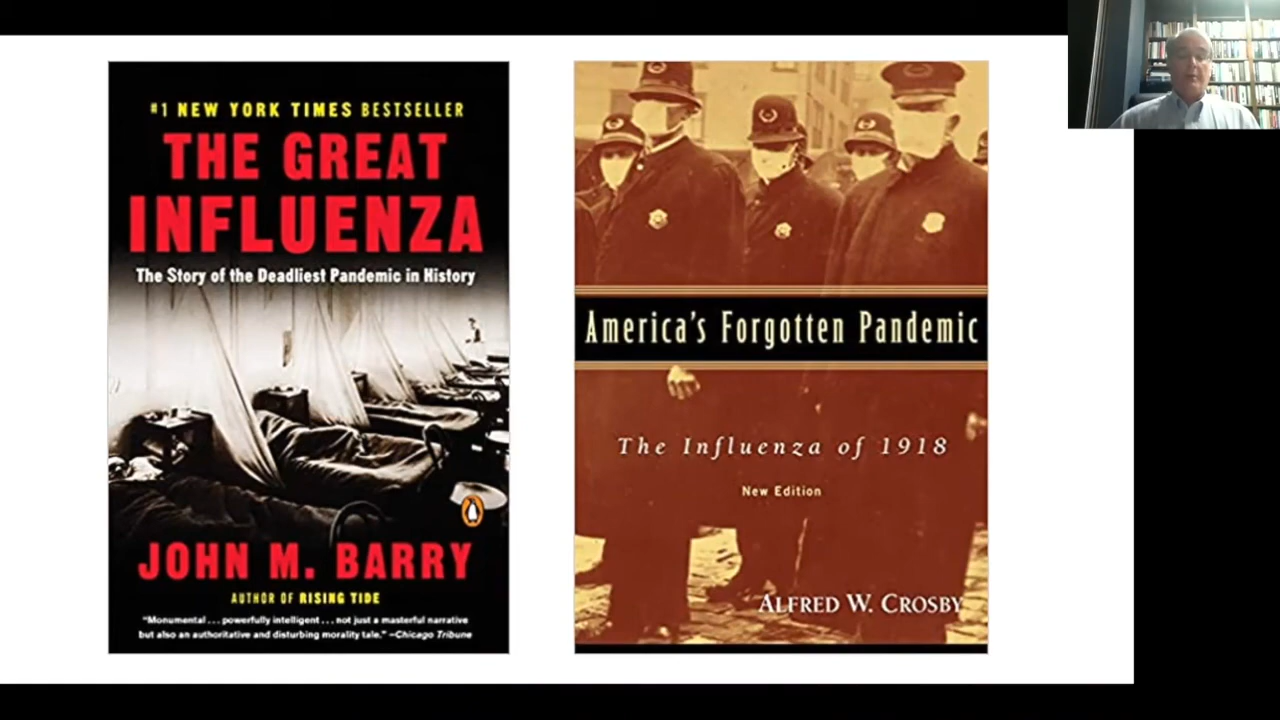 #1 NEW YORK TIMES BESTSELLER
THE GREAT
INFLUENZA
The Story of the Deadliest Pandemic in History
JOHN M. BARRY
AUTHOR OF RISING TIDE
“Monumental . . . powerfully intelligent . . . not just a masterful narrative
but also an authoritative and disturbing morality tale.” –Chicago Tribune
America's Forgotten Pandemic
The Influenza of 1918
New Edition
ALFRED W. CROSBY